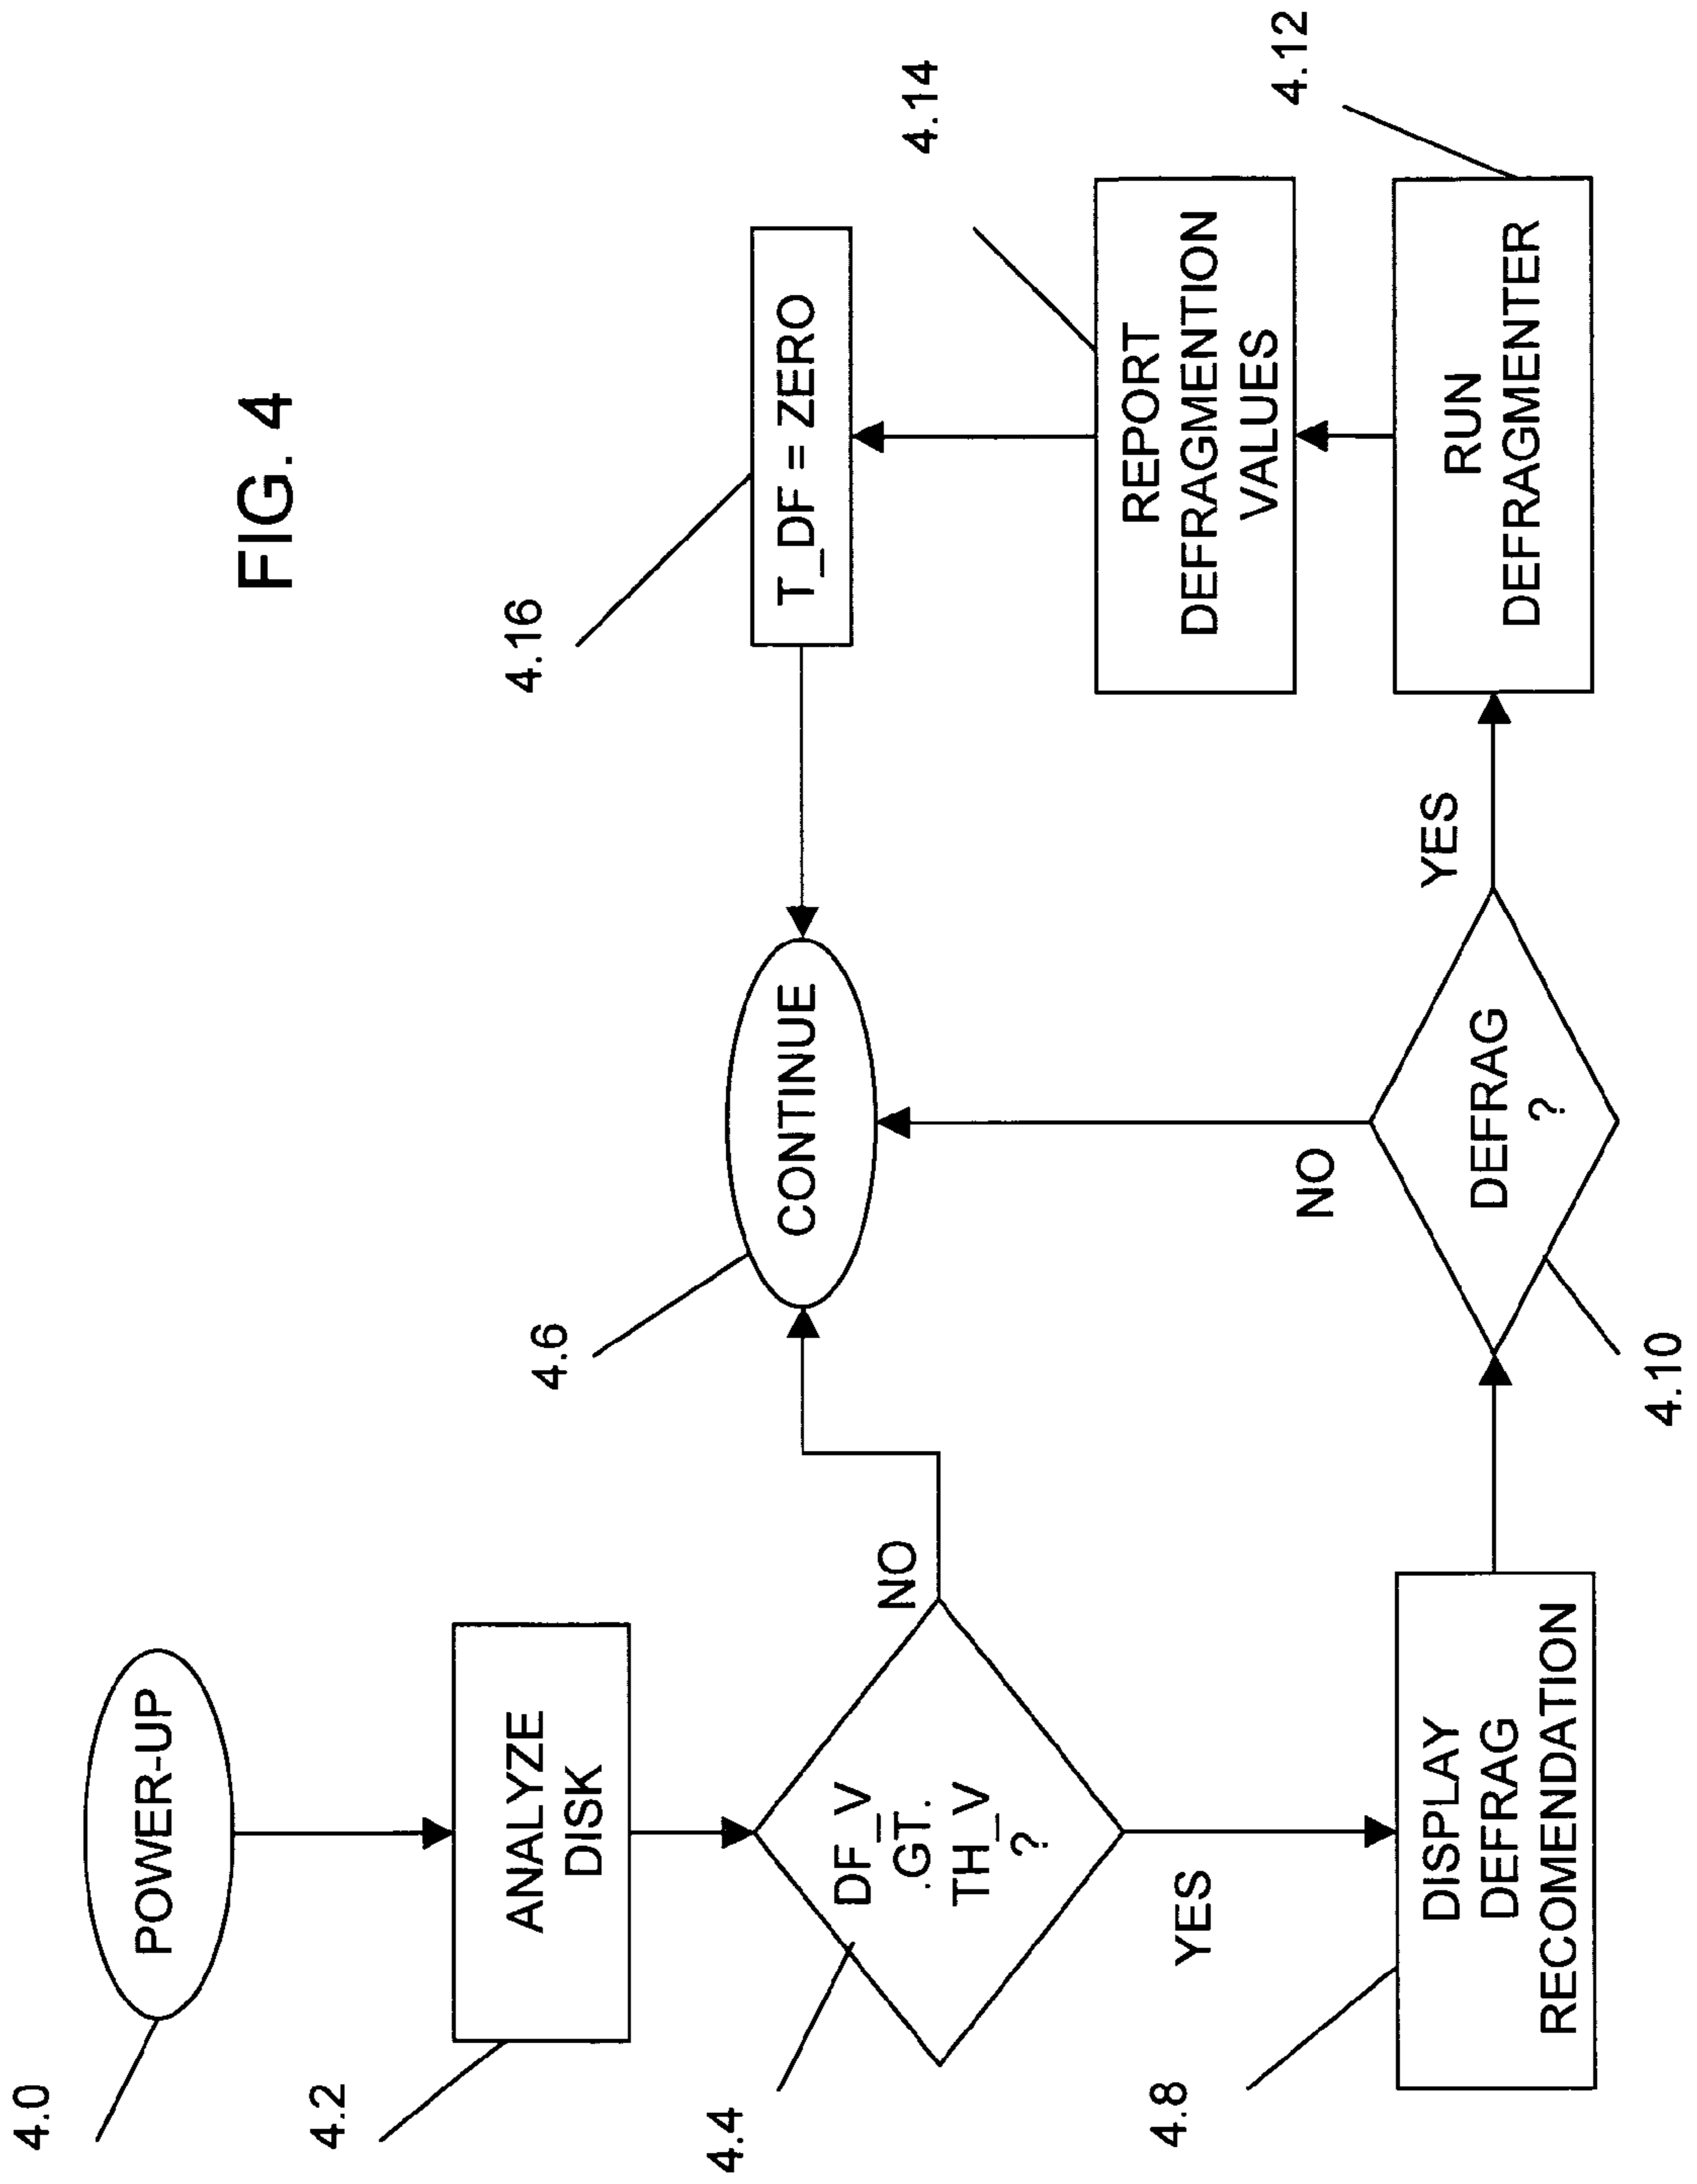 FIG. 4
4.0
POWER-UP
4.2
ANALYZE
DISK
4.4
DF_V
.GT.
TH_V
?
NO
YES
4.6
CONTINUE
4.8
DISPLAY
DEFRAG
RECOMENDATION
4.10
DEFRAG
?
NO
YES
4.12
RUN
DEFRAGMENTER
4.14
REPORT
DEFRAGMENTION
VALUES
4.16
T_DF = ZERO